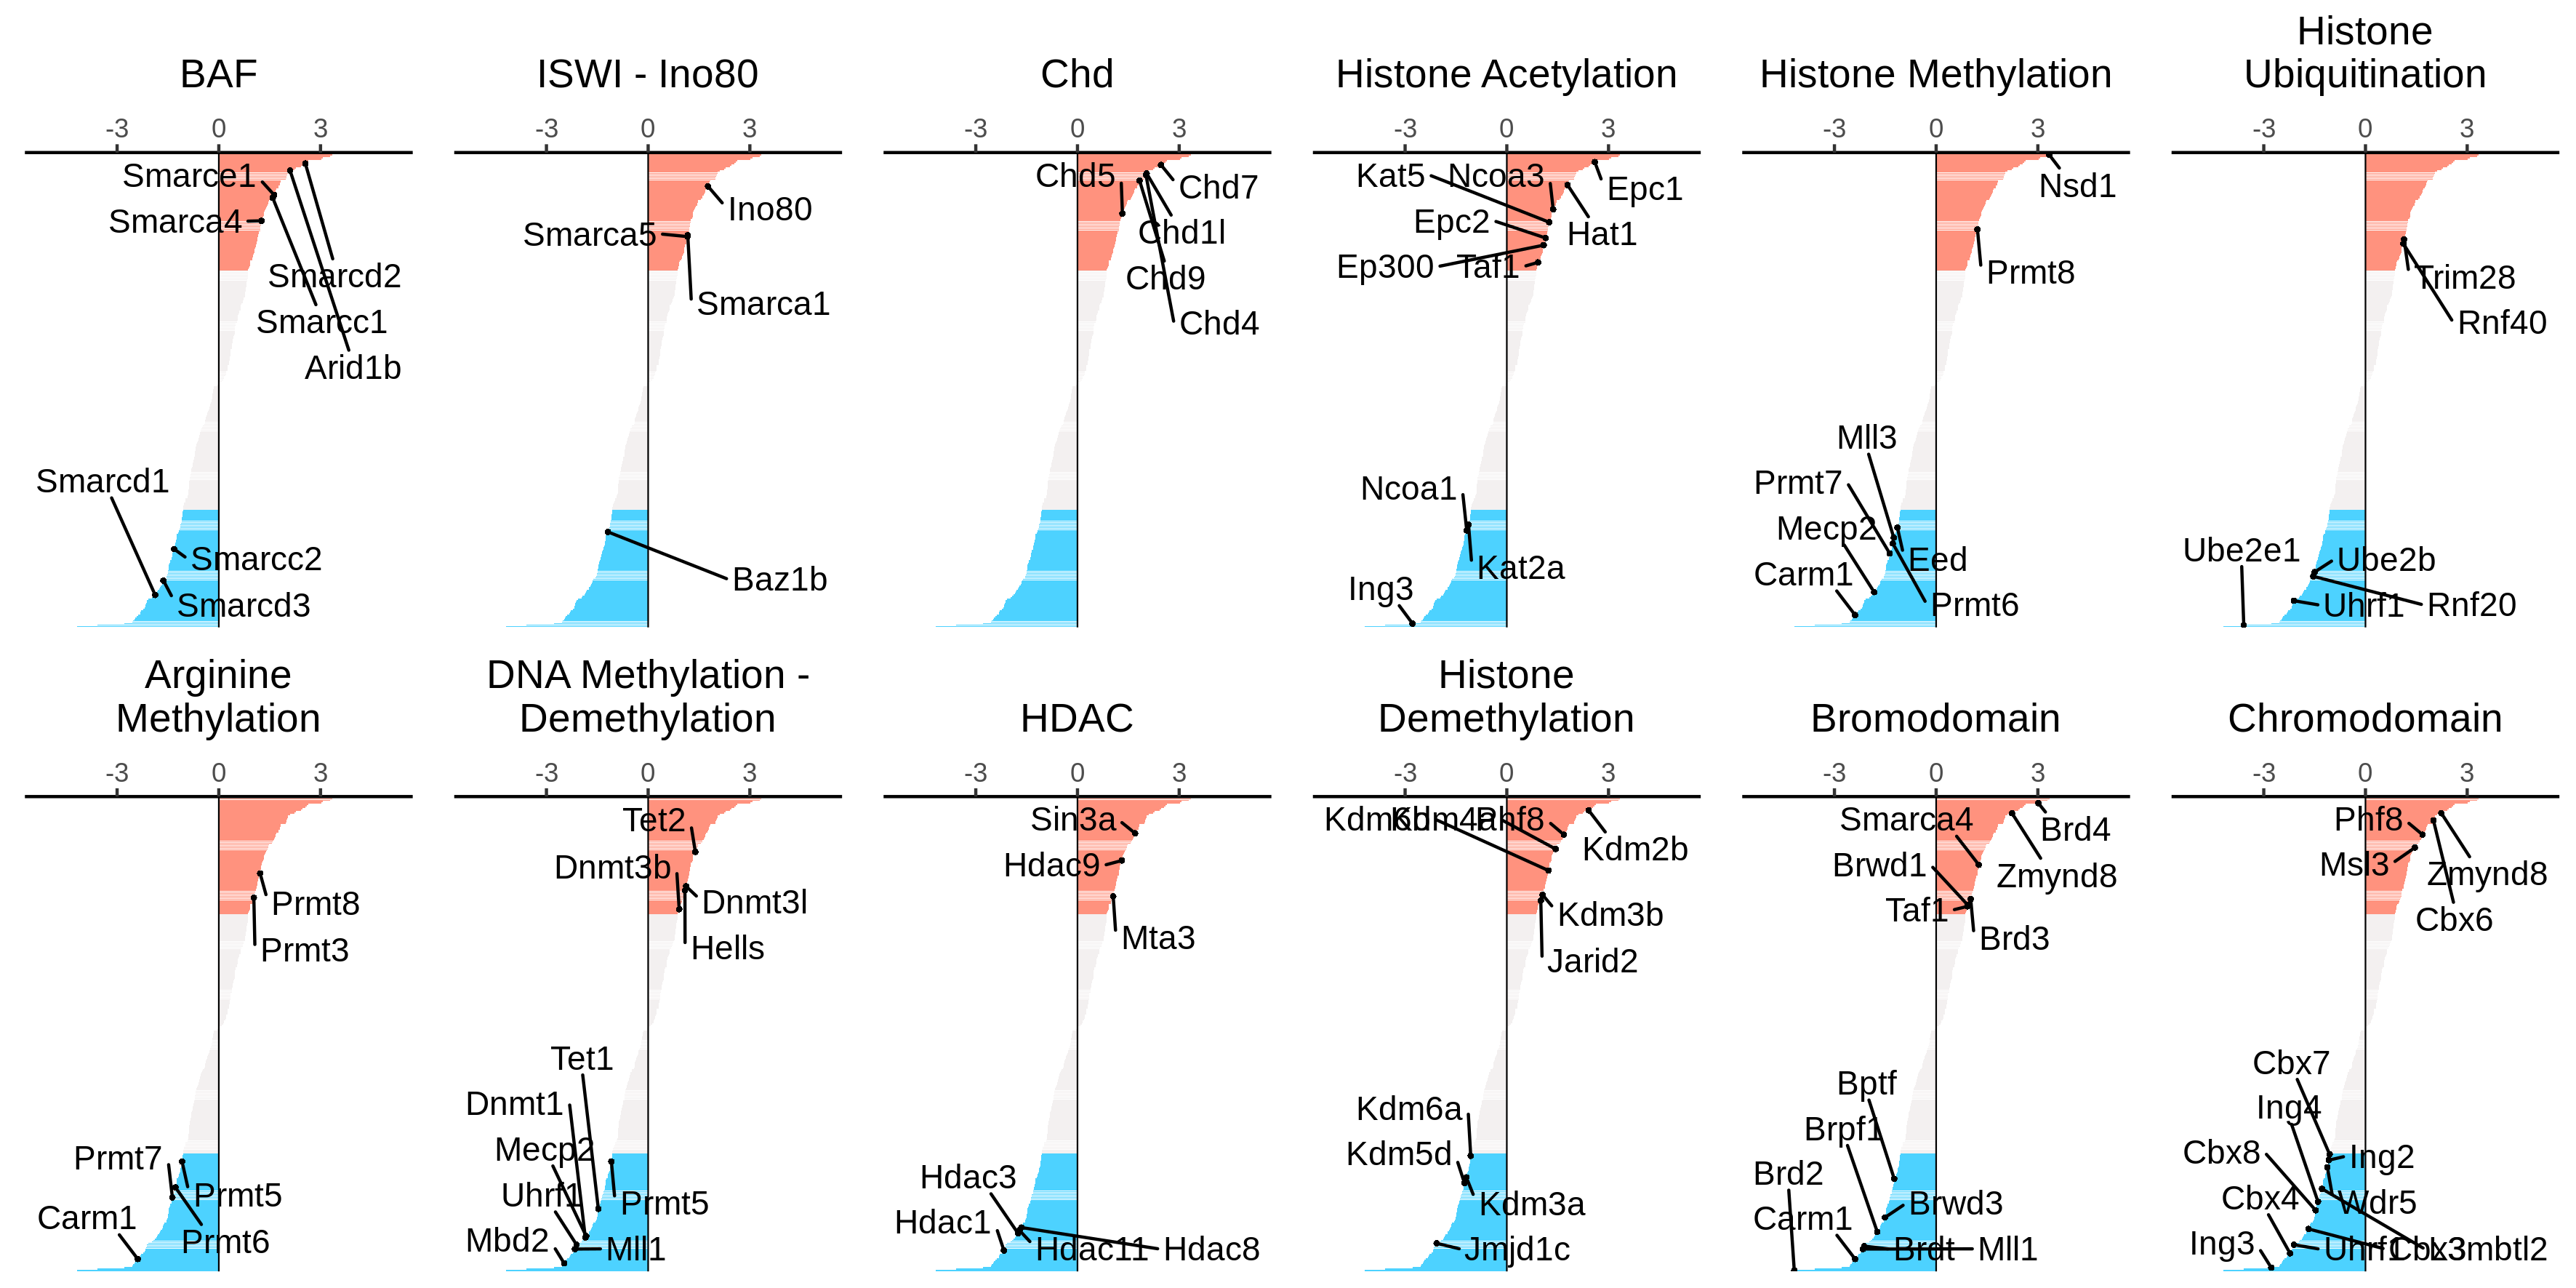 BAF
-3 0 3
Smarce1
Smarca4
Smarcd2
Smarcc1
Arid1b
Smarcd1
Smarcc2
Smarcd3
ISWI - Ino80
-3 0 3
Ino80
Smarca5
Smarca1
Baz1b
Chd
-3 0 3
Chd5
Chd7
Chd1l
Chd9
Chd4
Histone Acetylation
-3 0 3
Kat5 Ncoa3
Epc1
Epc2
Hat1
Ep300 Taf1
Ncoa1
Kat2a
Ing3
Histone Methylation
-3 0 3
Nsd1
Prmt8
Mll3
Prmt7
Mecp2
Eed
Carm1
Prmt6
Histone
Ubiquitination
-3 0 3
Trim28
Rnf40
Ube2e1
Ube2b
Uhrf1
Rnf20
Arginine
Methylation
-3 0 3
Prmt8
Prmt3
Prmt7
Prmt5
Carm1
Prmt6
DNA Methylation -
Demethylation
-3 0 3
Tet2
Dnmt3b
Dnmt3l
Hells
Tet1
Dnmt1
Mecp2
Uhrf1
Prmt5
Mbd2
Mll1
HDAC
-3 0 3
Sin3a
Hdac9
Mta3
Hdac3
Hdac1
Hdac11 Hdac8
Histone
Demethylation
-3 0 3
Kdm6b Kdm4a Phf8
Kdm2b
Kdm3b
Jarid2
Kdm6a
Kdm5d
Kdm3a
Jmjd1c
Bromodomain
-3 0 3
Smarca4
Brd4
Brwd1
Zmynd8
Taf1
Brd3
Bptf
Brpf1
Brd2
Brwd3
Carm1
Brdt Mll1
Chromodomain
-3 0 3
Phf8
Msl3
Zmynd8
Cbx6
Cbx7
Ing4
Cbx8
Ing2
Cbx4
Wdr5
Ing3
Uhrf1 Cbx3 L3mbtl2